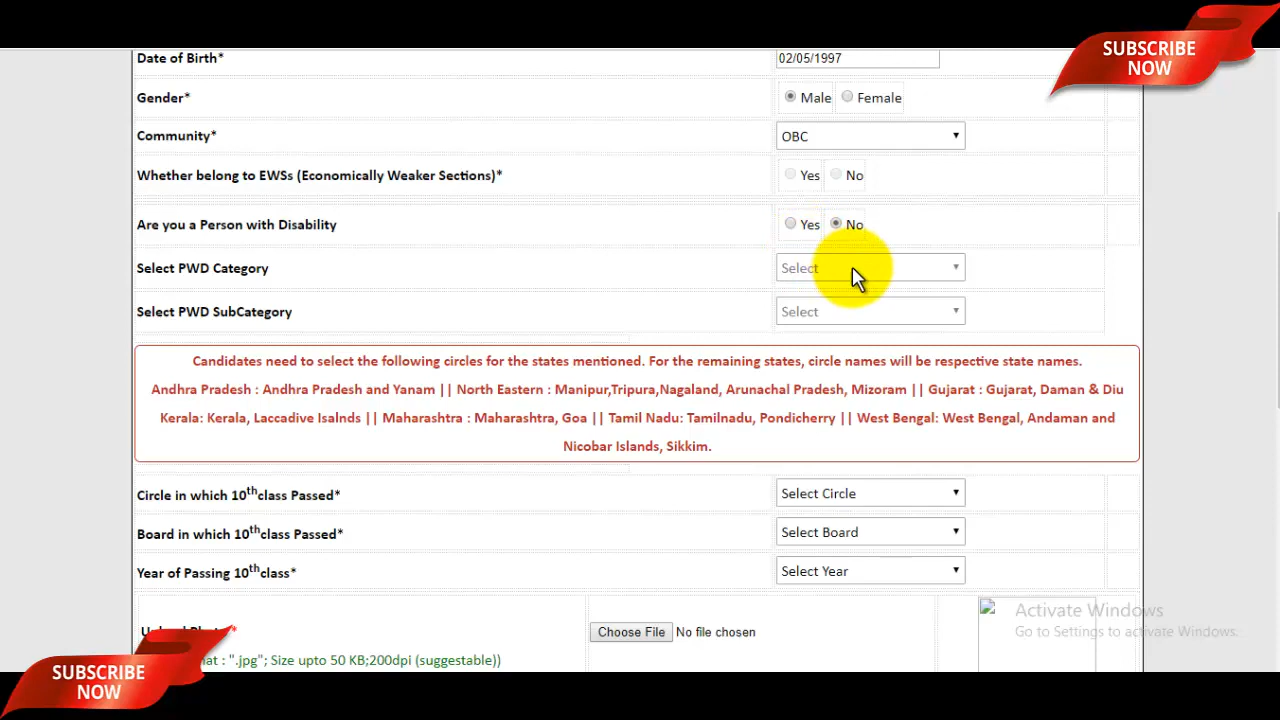 SUBSCRIBE
NOW
Date of Birth* 02/05/1997
Gender* Male Female
Community* OBC
Whether belong to EWSs (Economically Weaker Sections)* Yes No
Are you a Person with Disability Yes No
Select PWD Category Select
Select PWD SubCategory Select
Candidates need to select the following circles for the states mentioned. For the remaining states, circle names will be respective state names.
Andhra Pradesh : Andhra Pradesh and Yanam || North Eastern : Manipur,Tripura,Nagaland, Arunachal Pradesh, Mizoram || Gujarat : Gujarat, Daman & Diu
Kerala: Kerala, Laccadive Isalnds || Maharashtra : Maharashtra, Goa || Tamil Nadu: Tamilnadu, Pondicherry || West Bengal: West Bengal, Andaman and
Nicobar Islands, Sikkim.
Circle in which 10th class Passed* Select Circle
Board in which 10th class Passed* Select Board
Year of Passing 10th class* Select Year
Choose File No file chosen
Activate Windows
Go to Settings to activate Windows.
: ".jpg"; Size upto 50 KB;200dpi (suggestable))
SUBSCRIBE
NOW